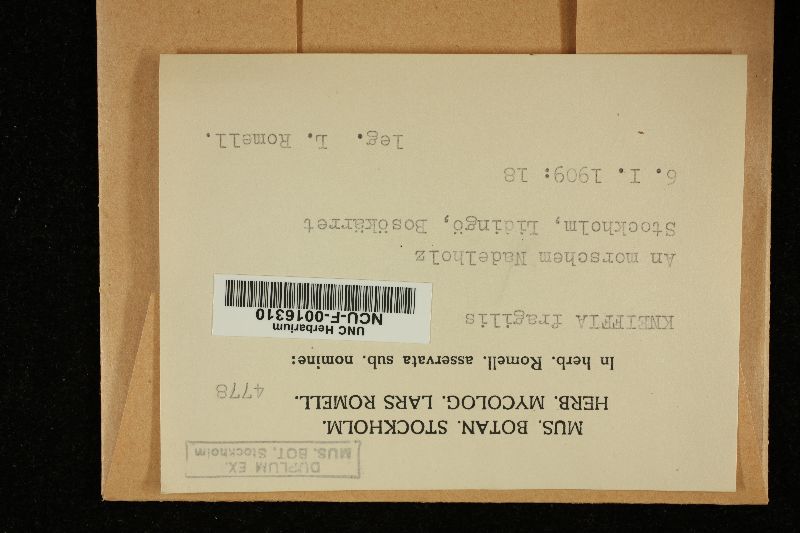 DUPLUM EX.
MUS. BOT. Stockholm
MUS. BOTAN. STOCKHOLM.
HERB. MYCOLOG. LARS ROMELL.
4778
In herb. Romell. asservata sub. nomine:
KNEIFFIA fragilis
UNC Herbarium
NCU-F-0016310
An morschem Nadelholz
Stockholm, Lidingö, Bosökärret
6. I. 1909: 18
leg. L. Romell.